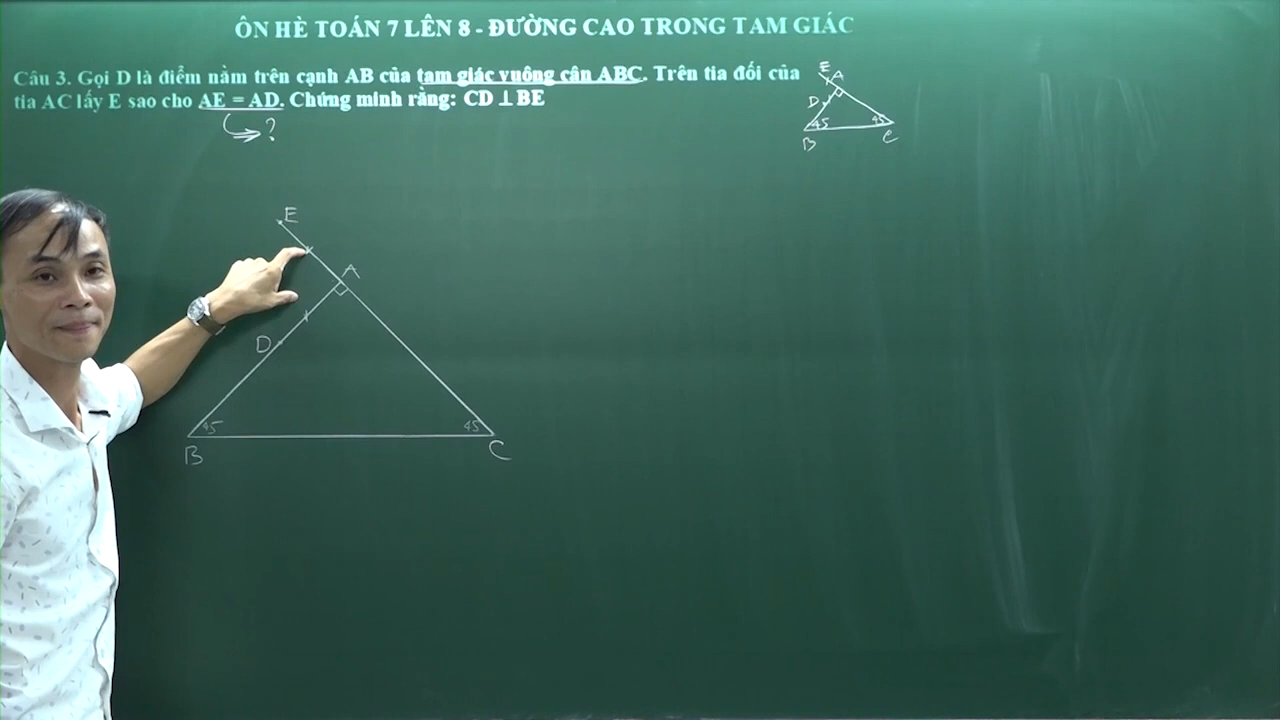 ÔN HÈ TOÁN 7 LÊN 8 - ĐƯỜNG CAO TRONG TAM GIÁC
Câu 3. Gọi D là điểm nằm trên cạnh AB của tam giác vuông cân ABC. Trên tia đối của
tia AC lấy E sao cho AE = AD. Chứng minh rằng: CD ⊥ BE
?
E
A
D
45
45
B
C
E
A
D
45
45
B
C